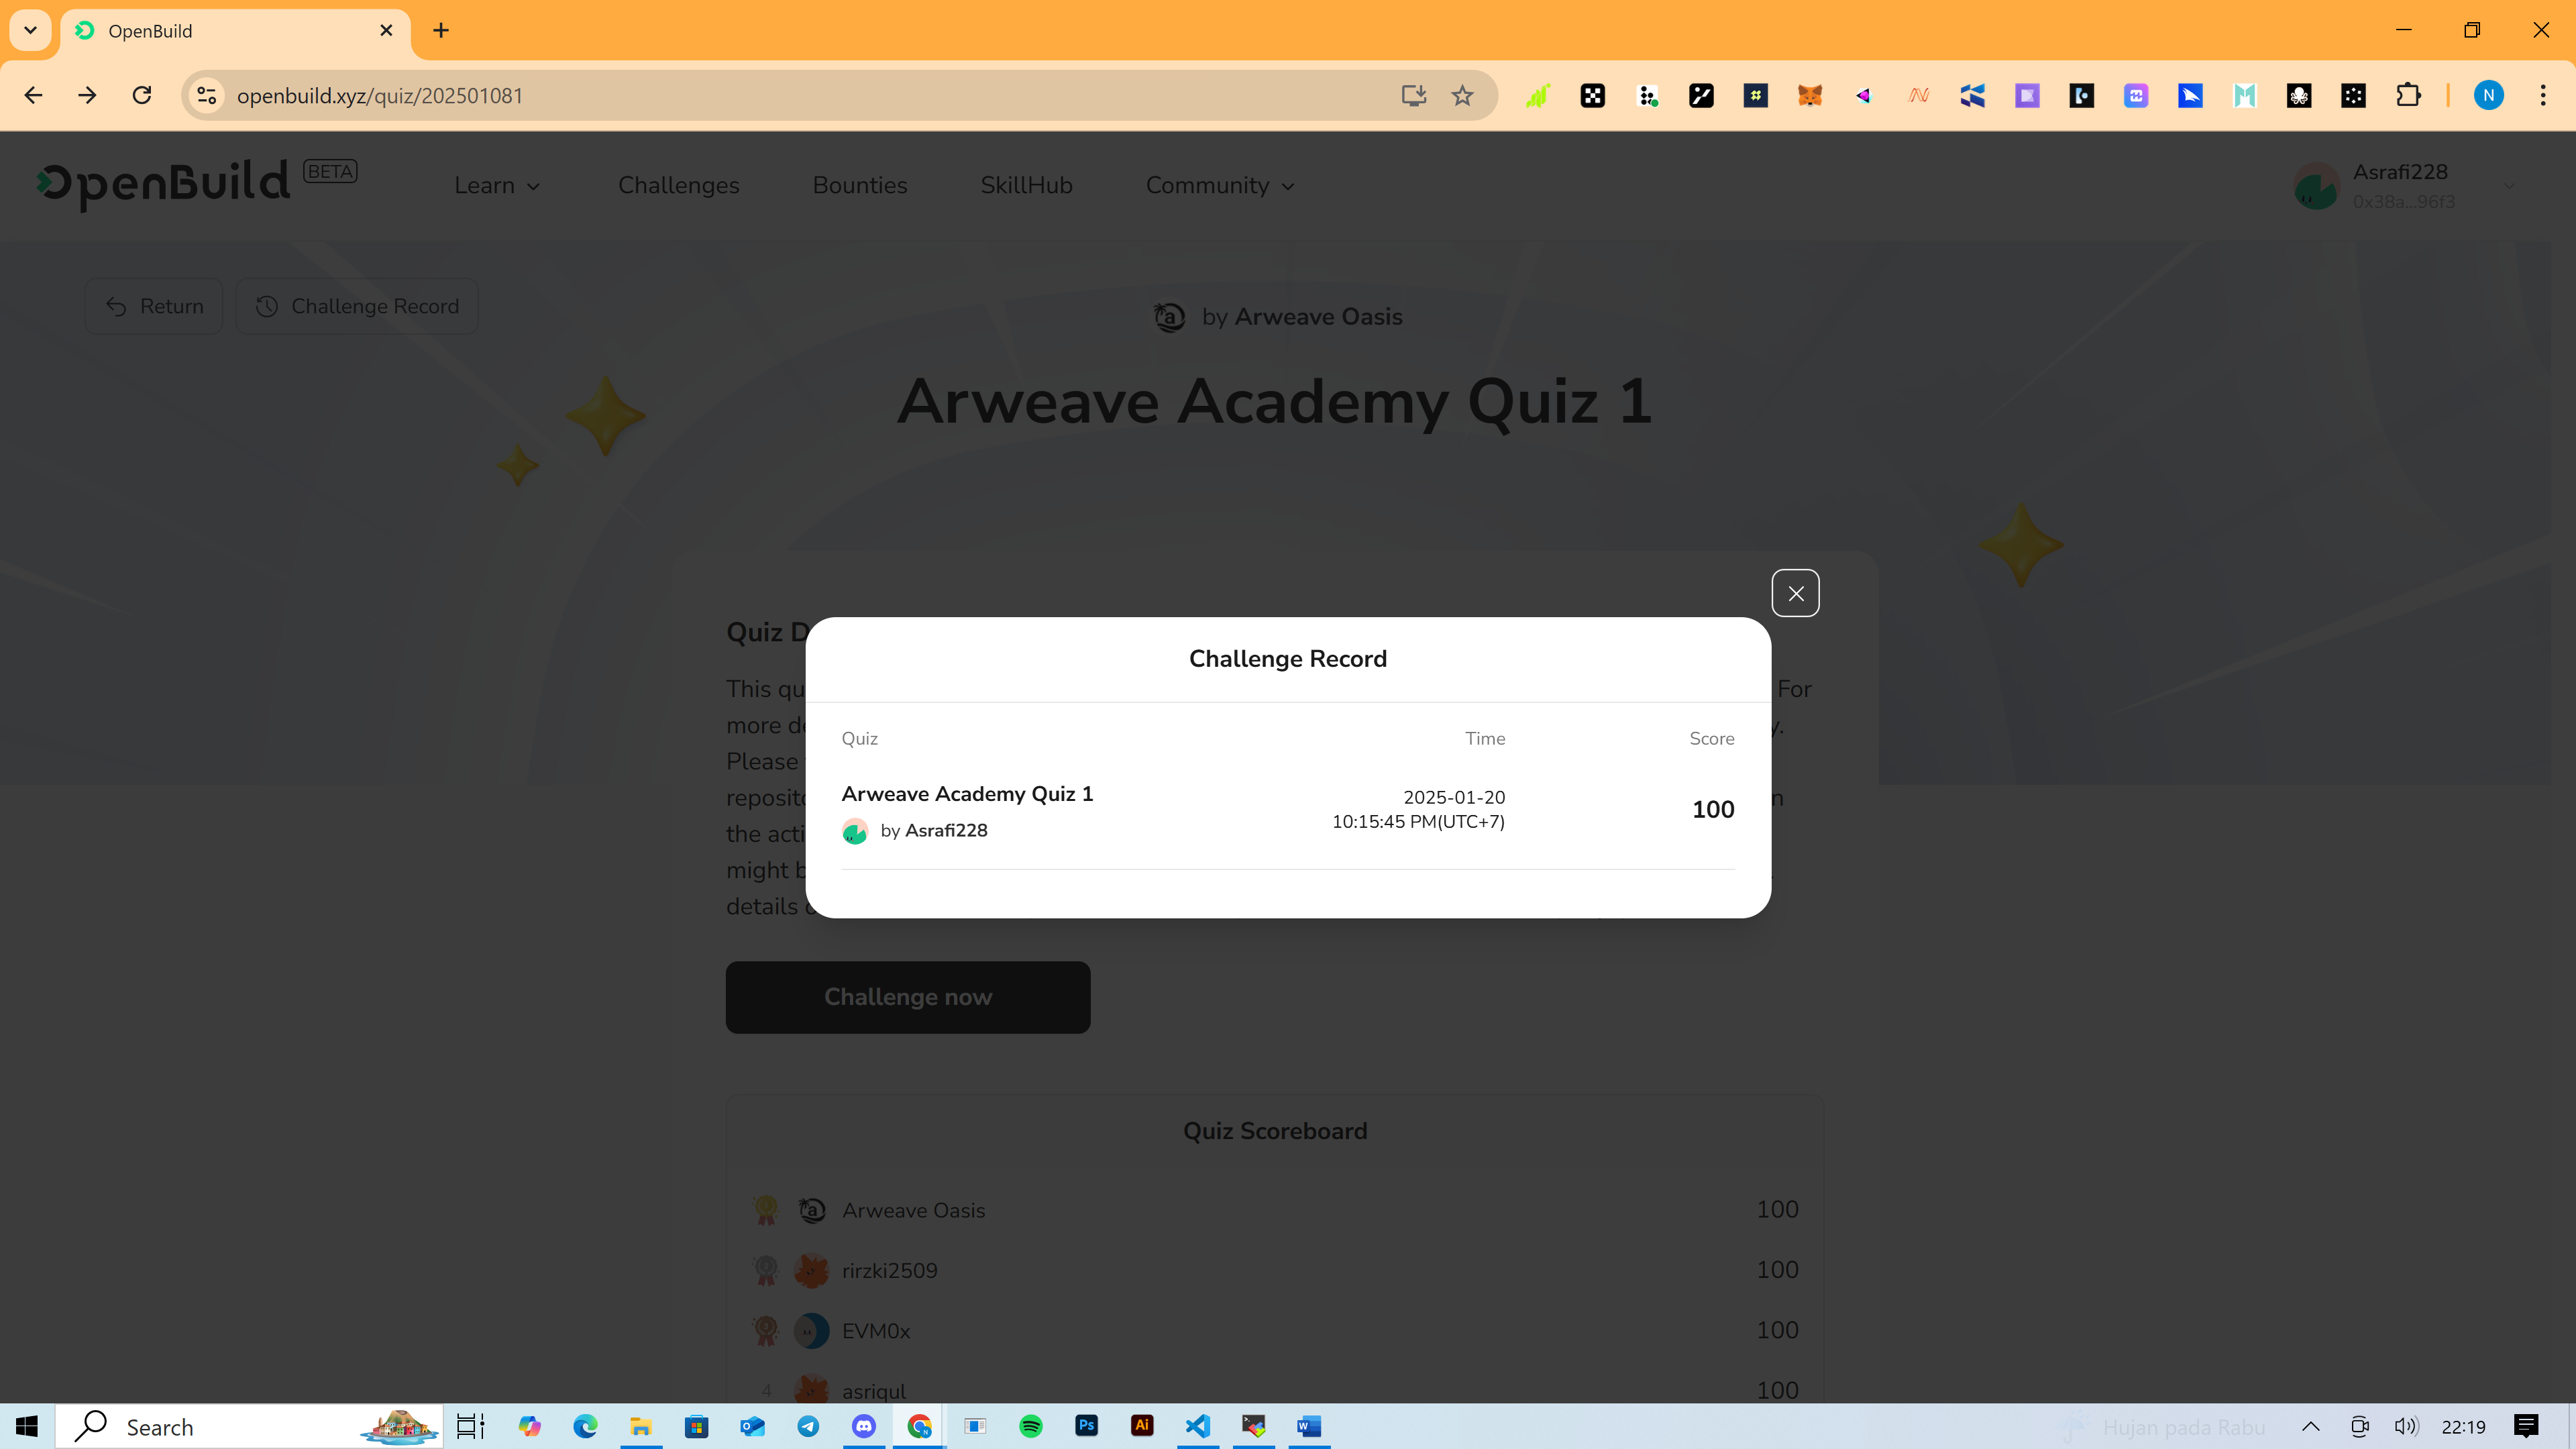 OpenBuild
openbuild.xyz/quiz/202501081
N
OpenBuild BETA
Learn
Challenges
Bounties
SkillHub
Community
Asrafi228
0x38a...96f3
Return
Challenge Record
by Arweave Oasis
Arweave Academy Quiz 1
Quiz D
This qu
For
more de
y.
Please
reposito
n
the acti
might b
details
Challenge Record
Quiz
Time
Score
Arweave Academy Quiz 1
by Asrafi228
2025-01-20
10:15:45 PM(UTC+7)
100
Challenge now
Quiz Scoreboard
Arweave Oasis 100
rirzki2509 100
EVM0x 100
4 asriqul 100
Search
Hujan pada Rabu
22:19